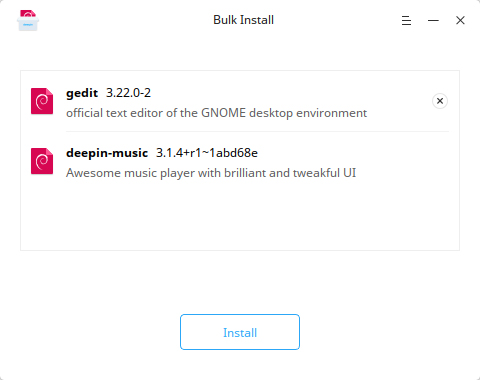 Bulk Install
gedit 3.22.0-2
official text editor of the GNOME desktop environment
deepin-music 3.1.4+r1~1abd68e
Awesome music player with brilliant and tweakful UI
Install